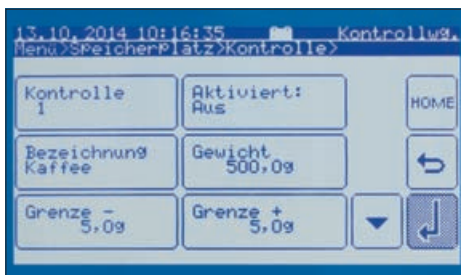 13.10.2014 10:16:35 Kontrollwg.
Menü>Speicherplatz>Kontrolle>
Kontrolle
1
Aktiviert:
Aus
HOME
Bezeichnung
Kaffee
Gewicht
500,0g
Grenze -
5,0g
Grenze +
5,0g